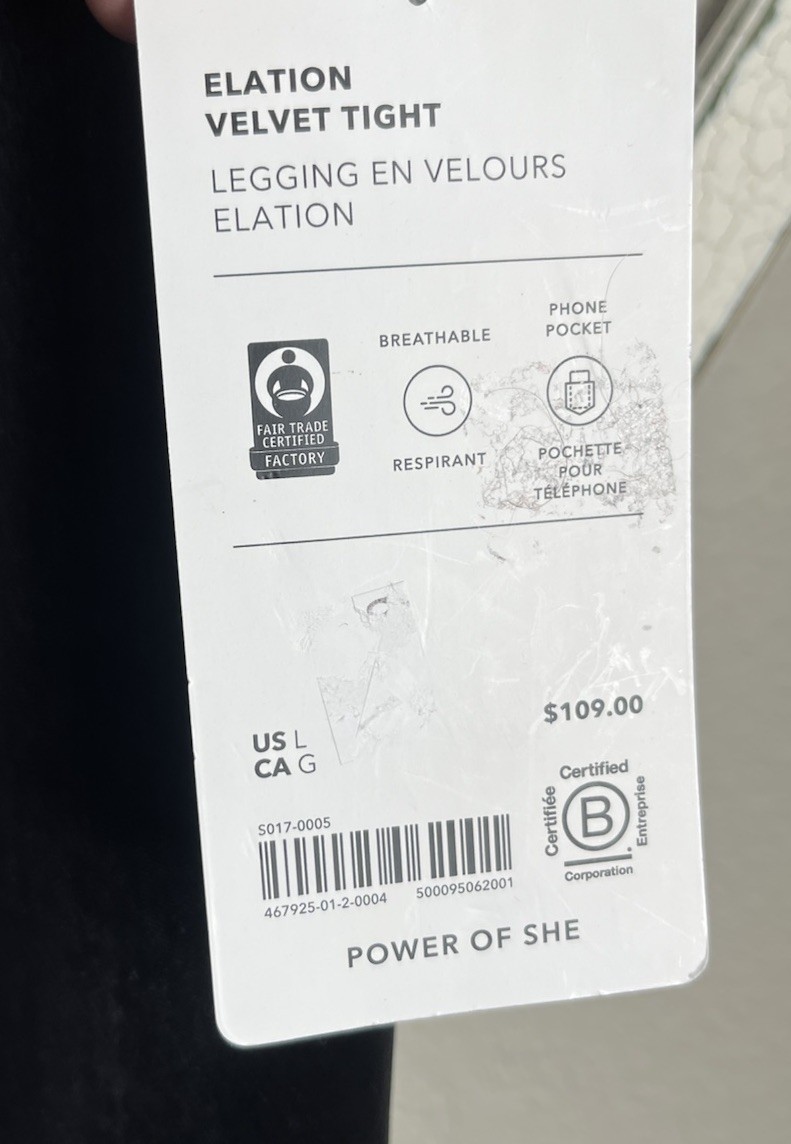 ELATION
VELVET TIGHT
LEGGING EN VELOURS
ELATION
FAIR TRADE
CERTIFIED
FACTORY
BREATHABLE
RESPIRANT
PHONE
POCKET
POCHETTE
POUR
TÉLÉPHONE
$109.00
US L
CA G
S017-0005
467925-01-2-0004 500095062001
Certified
Certifiée
B
Entreprise
Corporation
POWER OF SHE